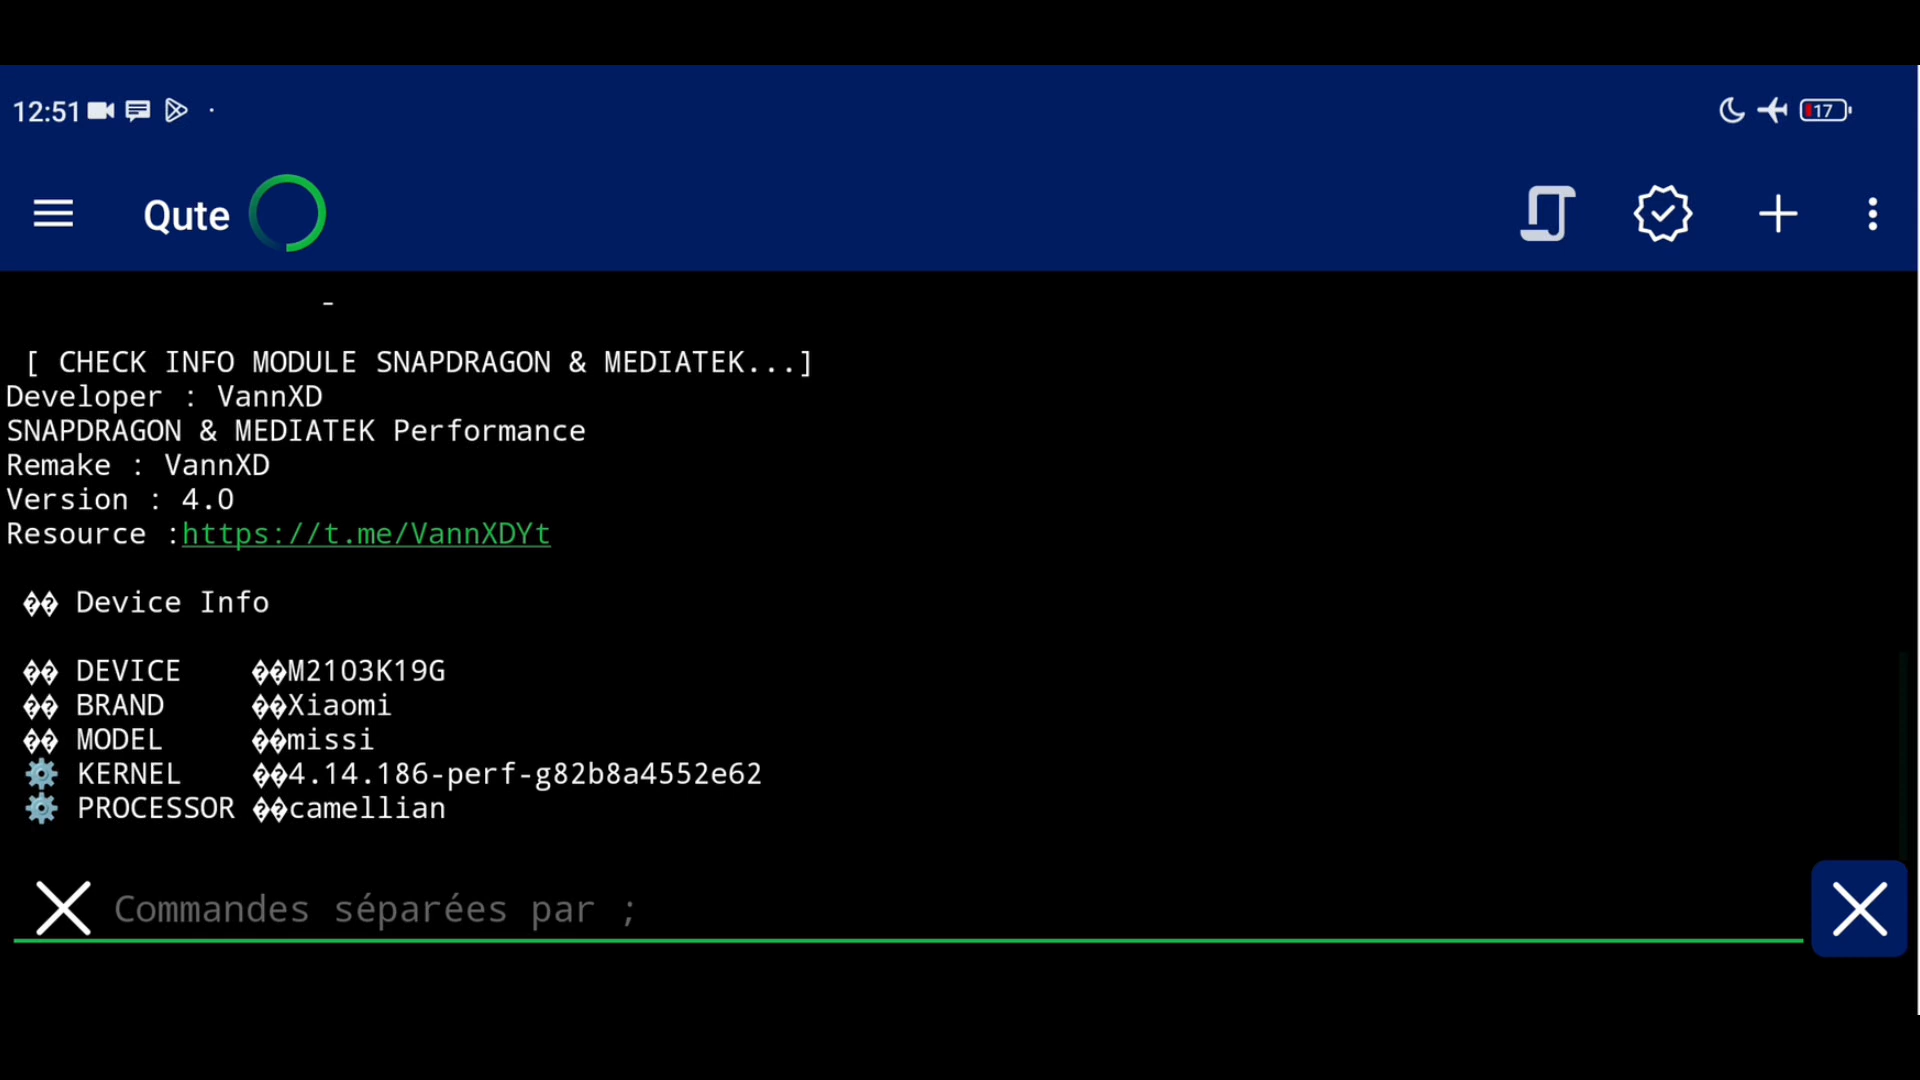 12:51
17
Qute
-
[ CHECK INFO MODULE SNAPDRAGON & MEDIATEK...]
Developer : VannXD
SNAPDRAGON & MEDIATEK Performance
Remake : VannXD
Version : 4.0
Resource :https://t.me/VannXDYt
�� Device Info
�� DEVICE ��M2103K19G
�� BRAND ��Xiaomi
�� MODEL ��missi
⚙️ KERNEL ��4.14.186-perf-g82b8a4552e62
⚙️ PROCESSOR ��camellian
Commandes séparées par ;